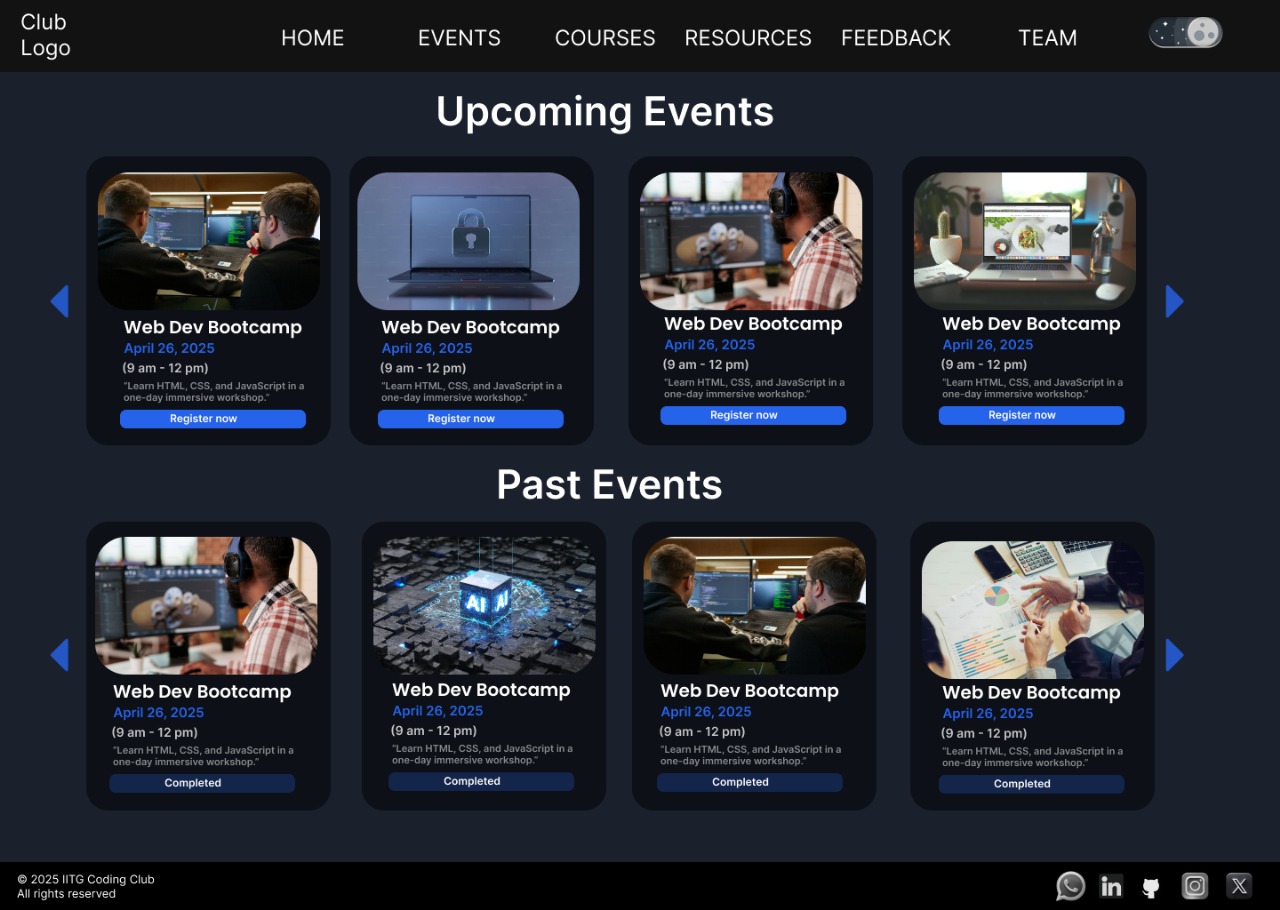 Club
Logo
HOME
EVENTS
COURSES
RESOURCES
FEEDBACK
TEAM
Upcoming Events
Web Dev Bootcamp
April 26, 2025
(9 am - 12 pm)
"Learn HTML, CSS, and JavaScript in a
one-day immersive workshop."
Register now
Web Dev Bootcamp
April 26, 2025
(9 am - 12 pm)
"Learn HTML, CSS, and JavaScript in a
one-day immersive workshop."
Register now
Web Dev Bootcamp
April 26, 2025
(9 am - 12 pm)
"Learn HTML, CSS, and JavaScript in a
one-day immersive workshop."
Register now
Web Dev Bootcamp
April 26, 2025
(9 am - 12 pm)
"Learn HTML, CSS, and JavaScript in a
one-day immersive workshop."
Register now
Past Events
Web Dev Bootcamp
April 26, 2025
(9 am - 12 pm)
"Learn HTML, CSS, and JavaScript in a
one-day immersive workshop."
Completed
AI AI
Web Dev Bootcamp
April 26, 2025
(9 am - 12 pm)
"Learn HTML, CSS, and JavaScript in a
one-day immersive workshop."
Completed
Web Dev Bootcamp
April 26, 2025
(9 am - 12 pm)
"Learn HTML, CSS, and JavaScript in a
one-day immersive workshop."
Completed
Web Dev Bootcamp
April 26, 2025
(9 am - 12 pm)
"Learn HTML, CSS, and JavaScript in a
one-day immersive workshop."
Completed
© 2025 IITG Coding Club
All rights reserved
in
X